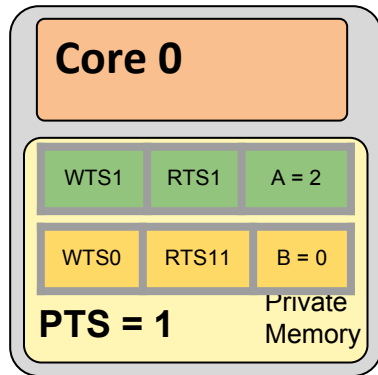 Core 0
WTS1 RTS1 A = 2
WTS0 RTS11 B = 0
PTS = 1 Private
Memory